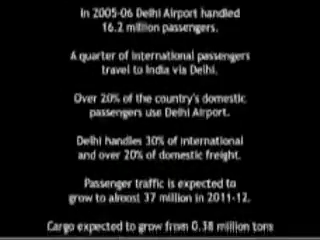 In 2005-06 Delhi Airport handled
16.2 million passengers.
A quarter of international passengers
travel to India via Delhi.
Over 20% of the country's domestic
passengers use Delhi Airport.
Delhi handles 30% of international
and over 20% of domestic freight.
Passenger traffic is expected to
grow to almost 37 million in 2011-12.
Cargo expected to grow from 0.38 million tons